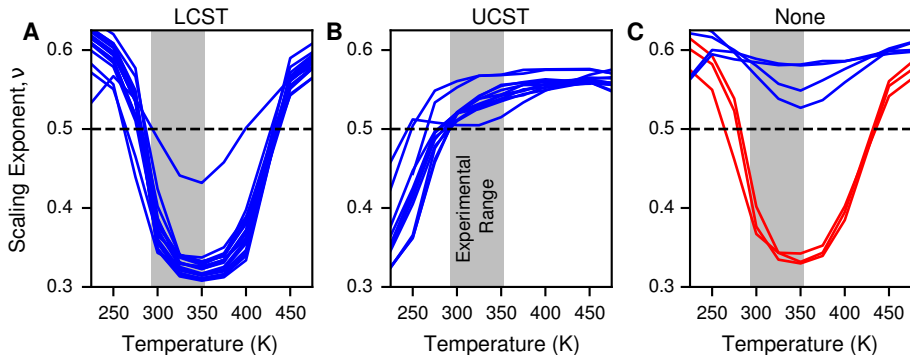 A
LCST
B
UCST
C
None
Scaling Exponent, ν
0.6
0.5
0.4
0.3
0.6
0.5
0.4
0.3
0.6
0.5
0.4
0.3
Experimental
Range
250 300 350 400 450
250 300 350 400 450
250 300 350 400 450
Temperature (K)
Temperature (K)
Temperature (K)